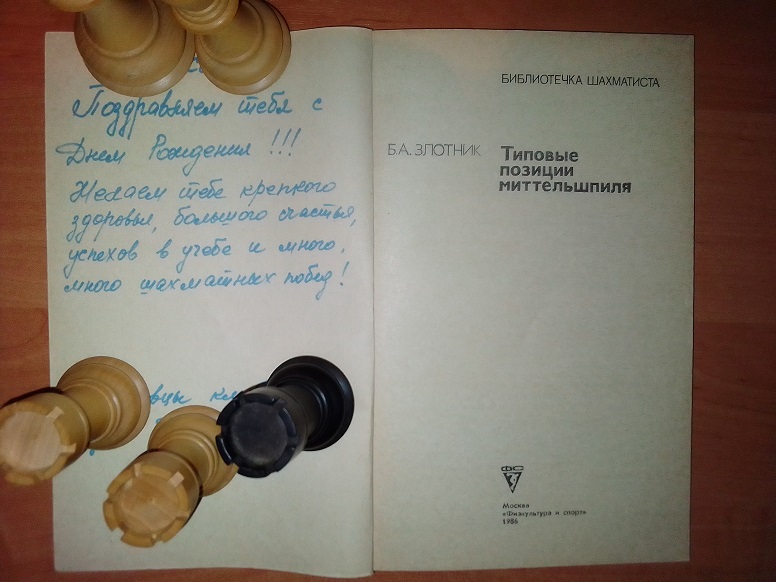 Поздравляем тебя с
Днем Рождения !!!
Желаем тебе крепкого
здоровья, большого счастья,
успехов в учебе и много,
много шахматных побед!
БИБЛИОТЕЧКА ШАХМАТИСТА
Б.А. ЗЛОТНИК
Типовые
позиции
миттельшпиля
ФС
Москва
«Физкультура и спорт»
1986